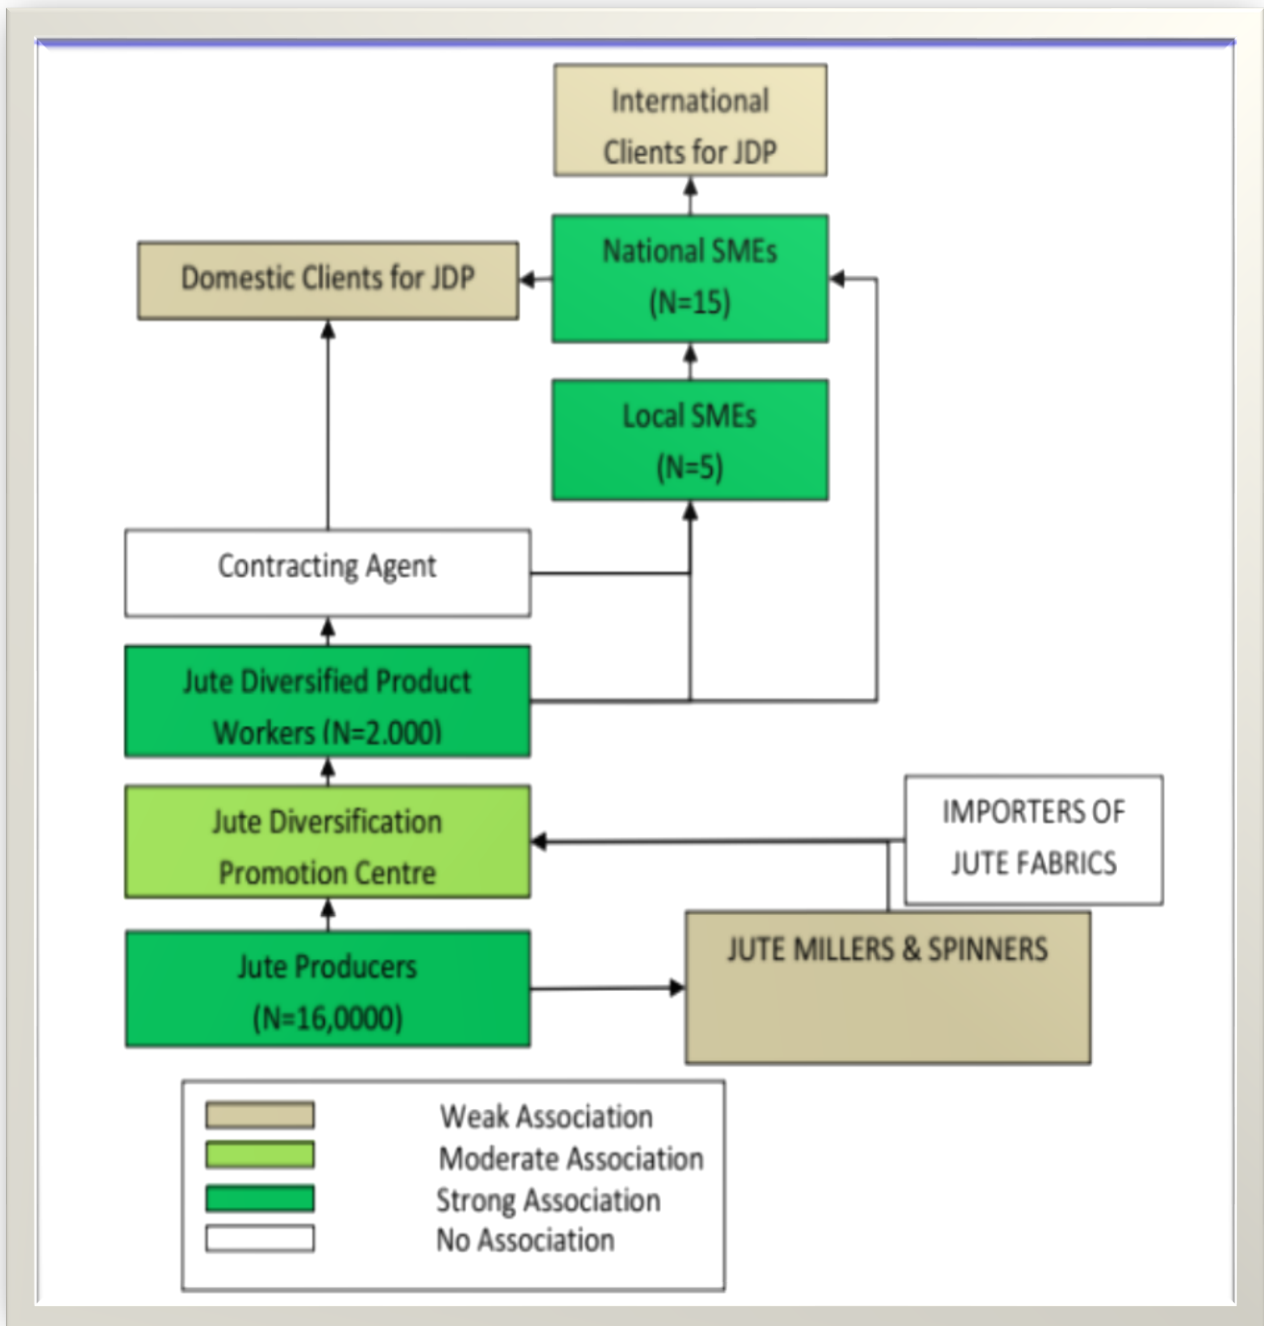 International
Clients for JDP
National SMEs
(N=15)
Domestic Clients for JDP
Local SMEs
(N=5)
Contracting Agent
Jute Diversified Product
Workers (N=2.000)
Jute Diversification
Promotion Centre
IMPORTERS OF
JUTE FABRICS
Jute Producers
(N=16,0000)
JUTE MILLERS & SPINNERS
Weak Association
Moderate Association
Strong Association
No Association